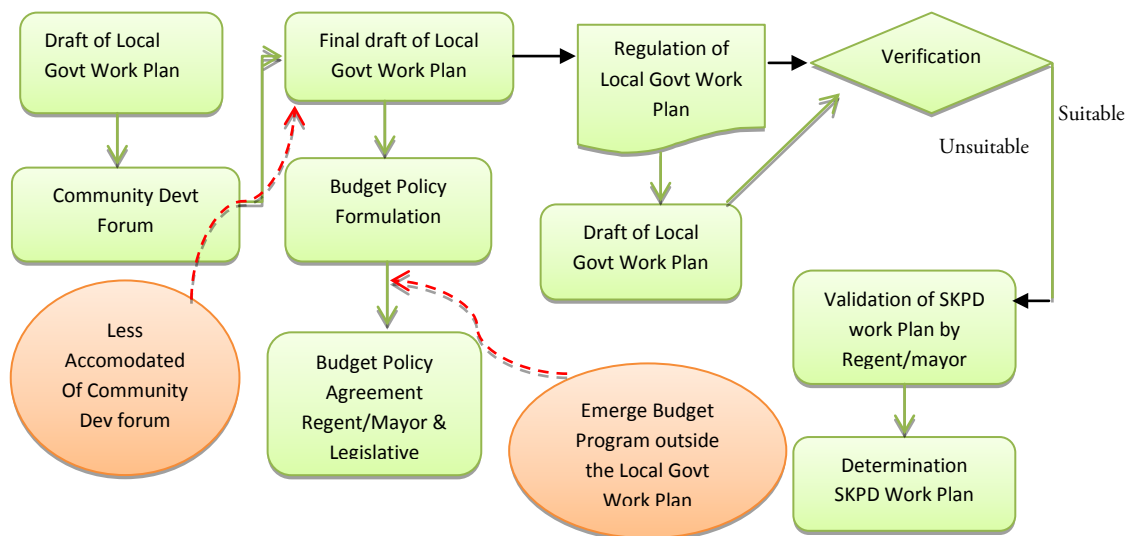 Draft of Local
Govt Work Plan
Final draft of Local
Govt Work Plan
Regulation of
Local Govt Work
Plan
Verification
Suitable
Unsuitable
Community Devt
Forum
Budget Policy
Formulation
Draft of Local
Govt Work Plan
Less
Accomodated
Of Community
Dev forum
Budget Policy
Agreement
Regent/Mayor &
Legislative
Emerge Budget
Program outside
the Local Govt
Work Plan
Validation of SKPD
work Plan by
Regent/mayor
Determination
SKPD Work Plan